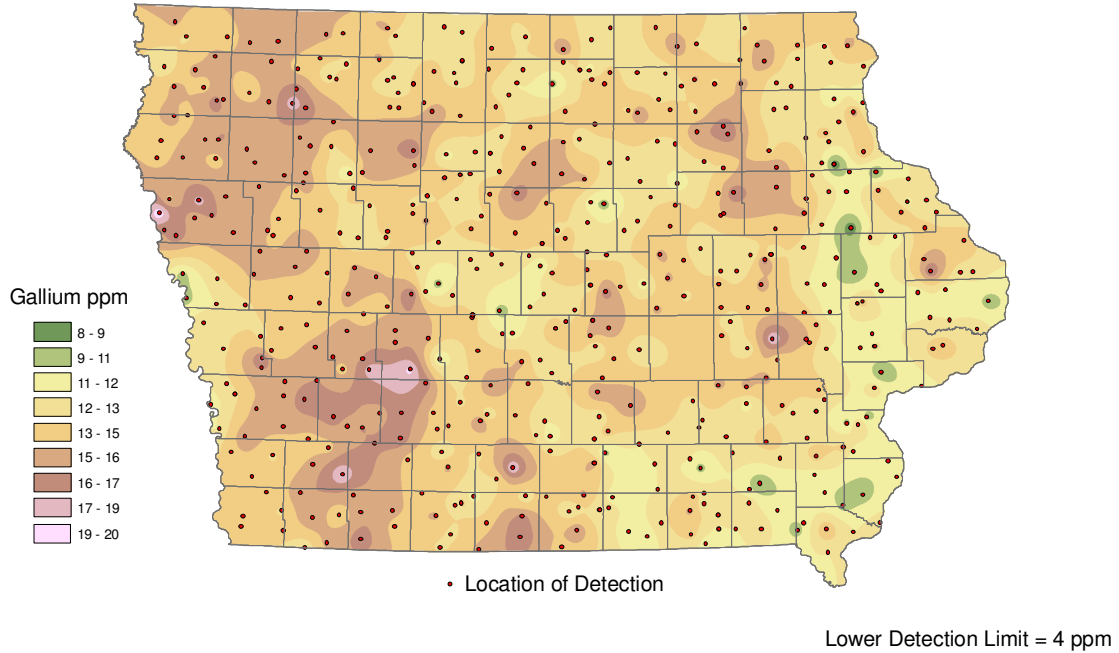 Gallium ppm
8 - 9
9 - 11
11 - 12
12 - 13
13 - 15
15 - 16
16 - 17
17 - 19
19 - 20
Location of Detection
Lower Detection Limit = 4 ppm